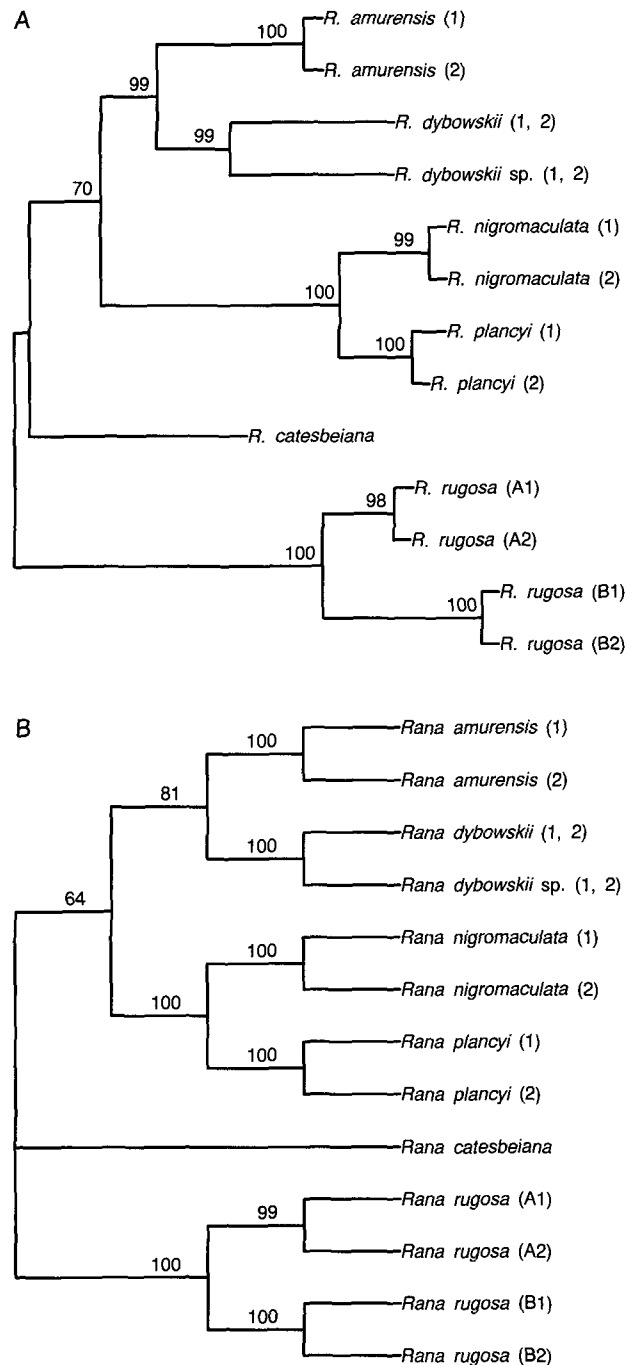 A
R. amurensis (1)
100
R. amurensis (2)
99
R. dybowskii (1, 2)
99
R. dybowskii sp. (1, 2)
70
R. nigromaculata (1)
99
R. nigromaculata (2)
100
R. plancyi (1)
100
R. plancyi (2)
R. catesbeiana
R. rugosa (A1)
98
R. rugosa (A2)
100
R. rugosa (B1)
100
R. rugosa (B2)
B
Rana amurensis (1)
100
Rana amurensis (2)
81
Rana dybowskii (1, 2)
100
Rana dybowskii sp. (1, 2)
64
Rana nigromaculata (1)
100
Rana nigromaculata (2)
100
Rana plancyi (1)
100
Rana plancyi (2)
Rana catesbeiana
Rana rugosa (A1)
99
Rana rugosa (A2)
100
Rana rugosa (B1)
100
Rana rugosa (B2)